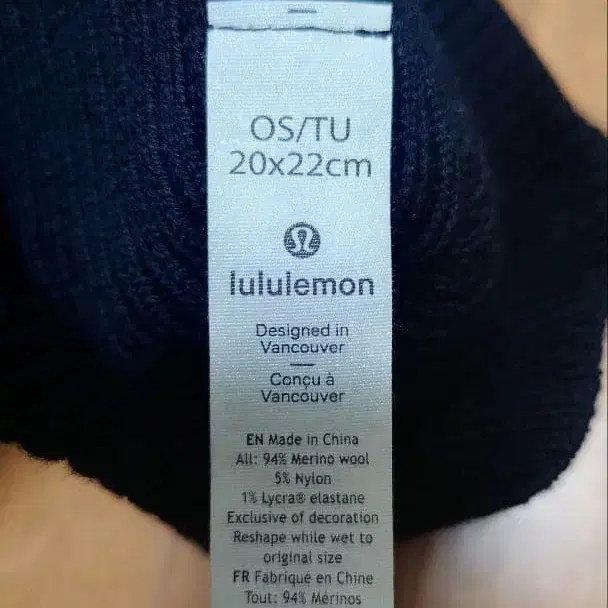 OS/TU
20x22cm
lululemon
Designed in
Vancouver
Conçu à
Vancouver
EN Made in China
All: 94% Merino wool
5% Nylon
1% Lycra® elastane
Exclusive of decoration
Reshape while wet to
original size
FR Fabriqué en Chine
Tout: 94% Mérinos